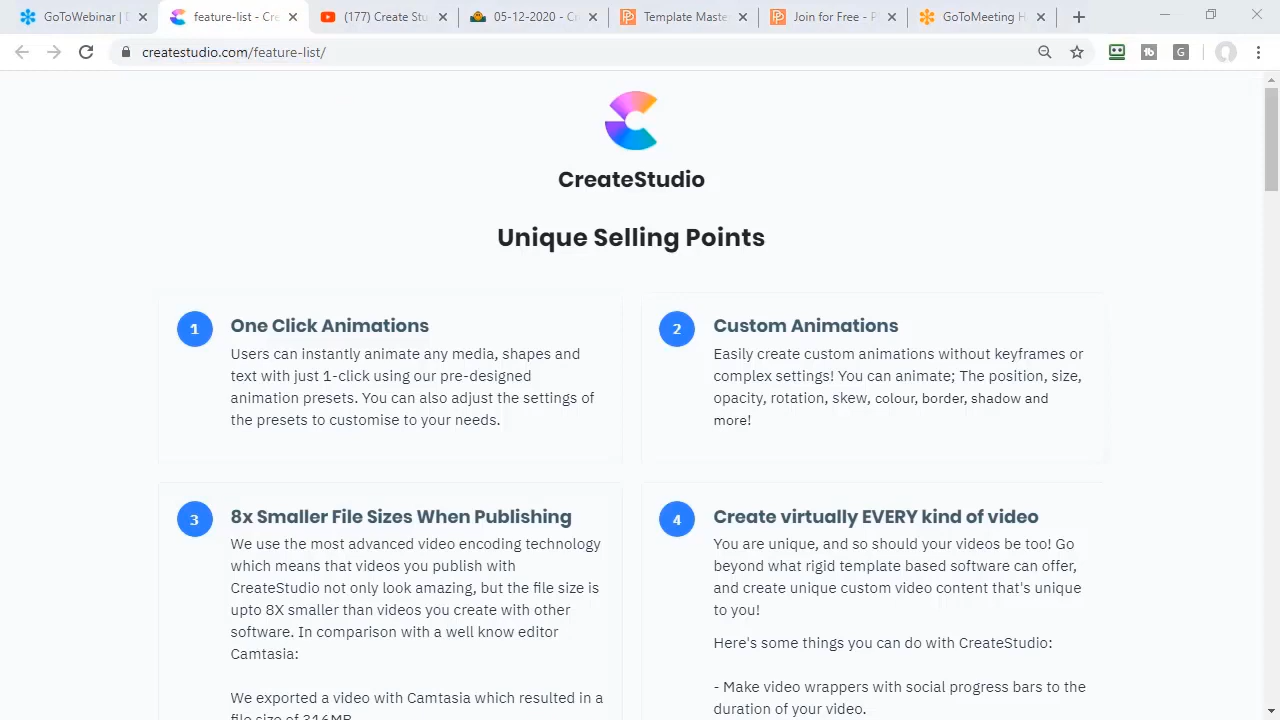 GoToWebinar | D
feature-list - Cre
(177) Create Stu
05-12-2020 - Cr
Template Maste
Join for Free - P
GoToMeeting H
createstudio.com/feature-list/
tb
G
CreateStudio
Unique Selling Points
1
One Click Animations
Users can instantly animate any media, shapes and
text with just 1-click using our pre-designed
animation presets. You can also adjust the settings of
the presets to customise to your needs.
2
Custom Animations
Easily create custom animations without keyframes or
complex settings! You can animate; The position, size,
opacity, rotation, skew, colour, border, shadow and
more!
3
8x Smaller File Sizes When Publishing
We use the most advanced video encoding technology
which means that videos you publish with
CreateStudio not only look amazing, but the file size is
upto 8X smaller than videos you create with other
software. In comparison with a well know editor
Camtasia:
We exported a video with Camtasia which resulted in a
file size of 316MB
4
Create virtually EVERY kind of video
You are unique, and so should your videos be too! Go
beyond what rigid template based software can offer,
and create unique custom video content that's unique
to you!
Here's some things you can do with CreateStudio:
- Make video wrappers with social progress bars to the
duration of your video.